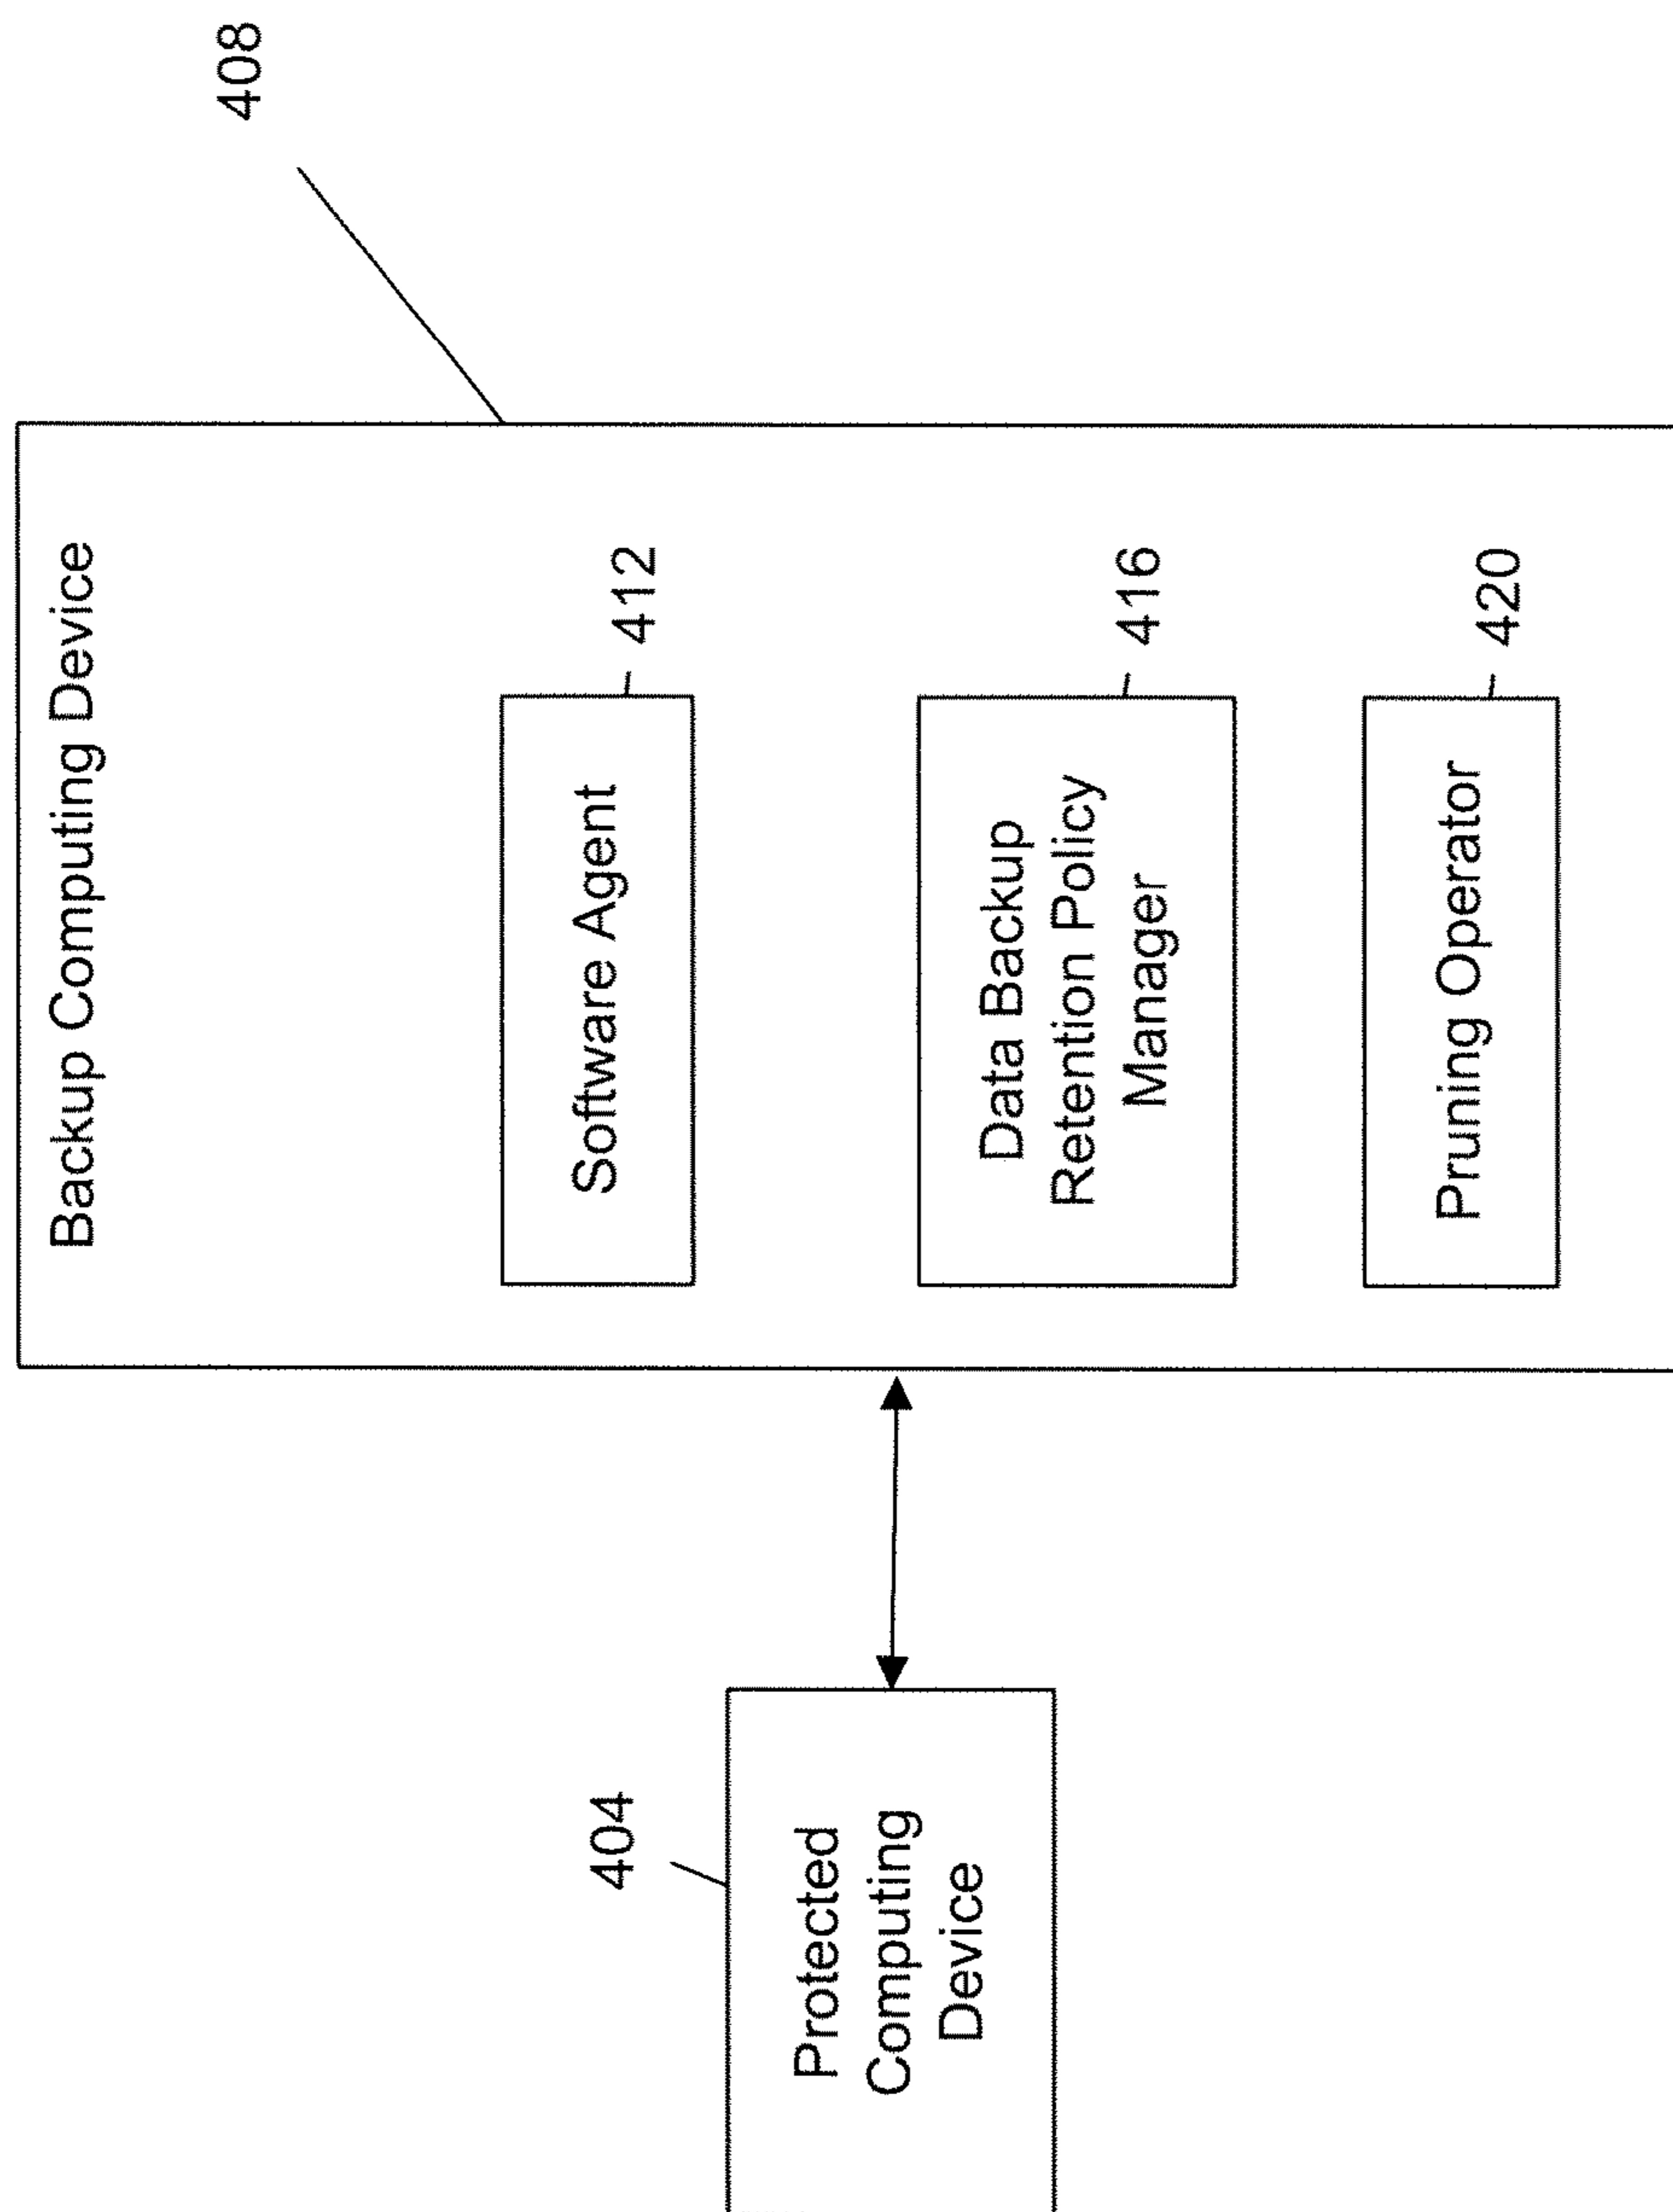 408
Backup Computing Device
Software Agent
412
Data Backup
Retention Policy
Manager
416
Pruning Operator
420
404
Protected
Computing
Device